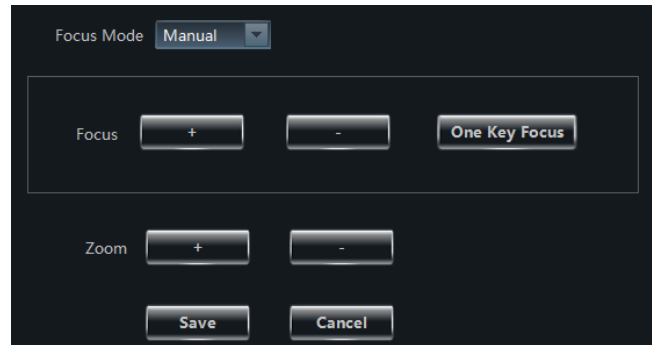 Focus Mode Manual
Focus + - One Key Focus
Zoom + -
Save Cancel